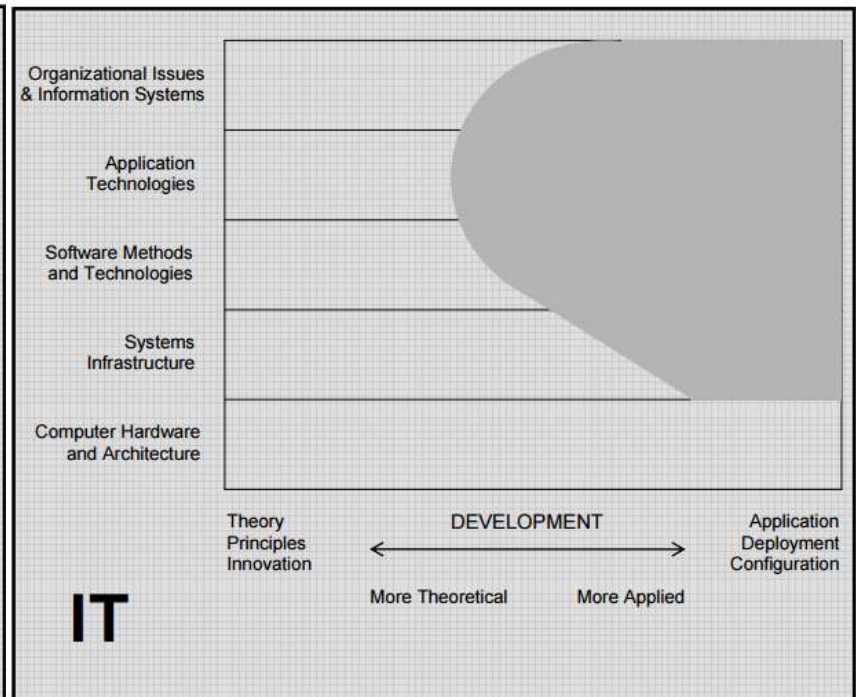 Organizational Issues
& Information Systems
Application
Technologies
Software Methods
and Technologies
Systems
Infrastructure
Computer Hardware
and Architecture
Theory
Principles
Innovation
DEVELOPMENT
More Theoretical
More Applied
Application
Deployment
Configuration
IT